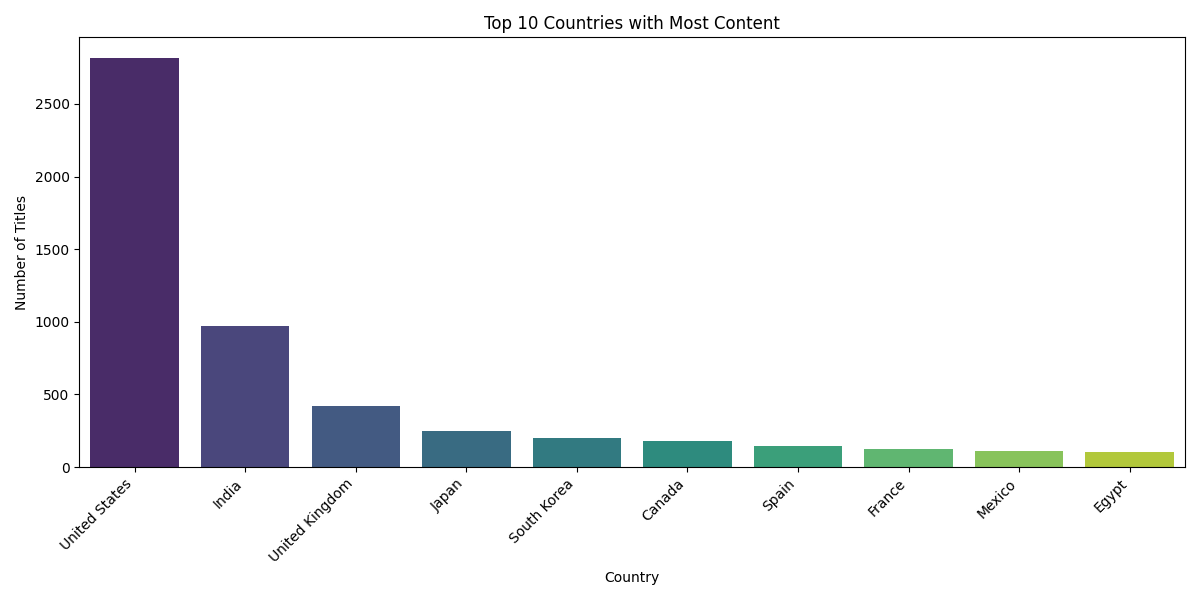 Top 10 Countries with Most Content
Number of Titles
2500
2000
1500
1000
500
0
United States
India
United Kingdom
Japan
South Korea
Canada
Spain
France
Mexico
Egypt
Country